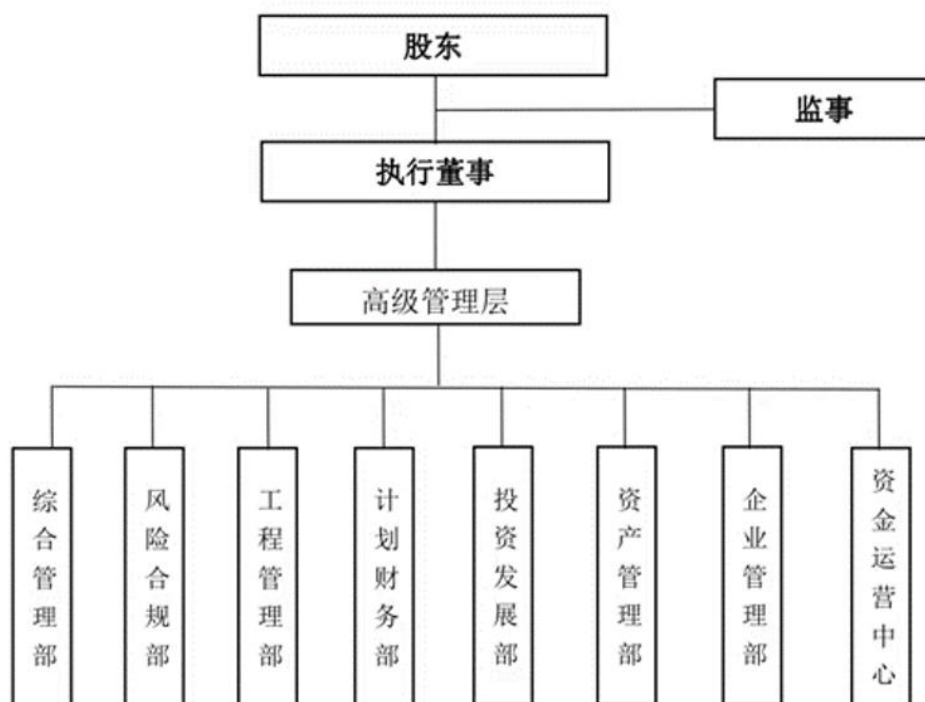 股东
监事
执行董事
高级管理层
综合管理部
风险合规部
工程管理部
计划财务部
投资发展部
资产管理部
企业管理部
资金运营中心